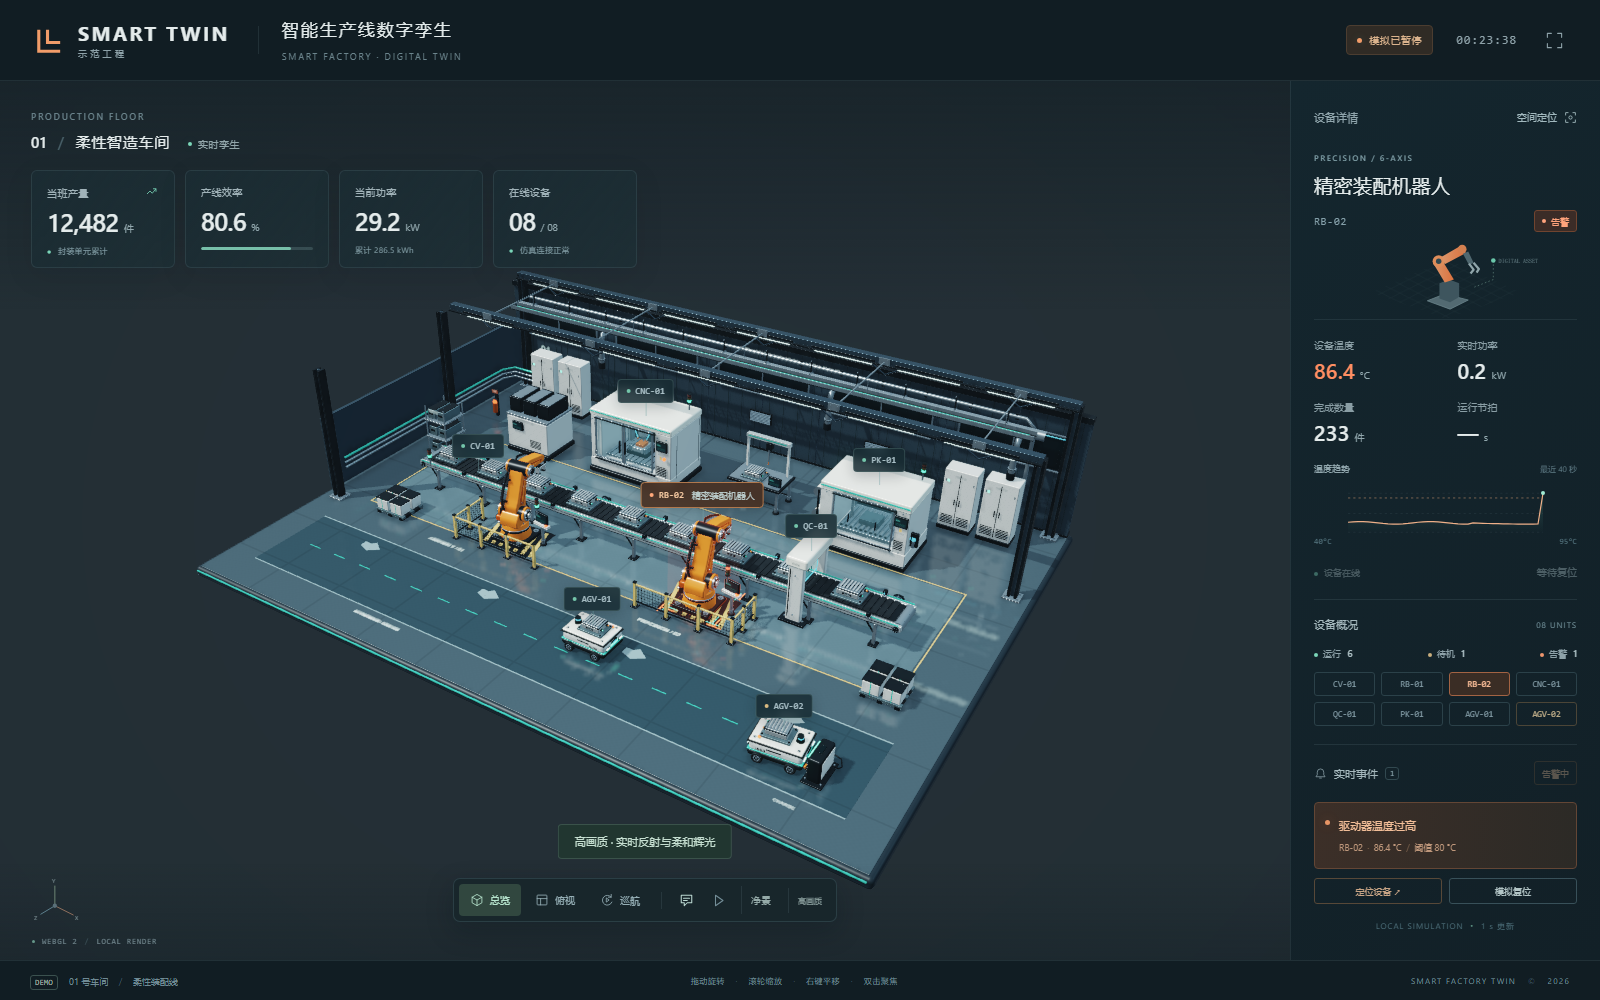 SMART TWIN
示范工程
智能生产线数字孪生
SMART FACTORY · DIGITAL TWIN
模拟已暂停
00:23:38
PRODUCTION FLOOR
01 / 柔性智造车间
实时孪生
当班产量
12,482 件
封装单元累计
产线效率
80.6 %
当前功率
29.2 kW
累计 286.5 kWh
在线设备
08 / 08
仿真连接正常
CNC-01
CV-01
PK-01
RB-02 精密装配机器人
QC-01
AGV-01
AGV-02
高画质 · 实时反射与柔和辉光
总览
俯视
巡航
净景
高画质
Y
Z
X
WEBGL 2 / LOCAL RENDER
设备详情
空间定位
PRECISION / 6-AXIS
精密装配机器人
RB-02
告警
DIGITAL ASSET
设备温度
86.4 °C
实时功率
0.2 kW
完成数量
233 件
运行节拍
— s
温度趋势
最近 40 秒
40°C
95°C
设备在线
等待复位
设备概况
08 UNITS
运行 6
待机 1
告警 1
CV-01
RB-01
RB-02
CNC-01
QC-01
PK-01
AGV-01
AGV-02
实时事件 1
告警中
驱动器温度过高
RB-02 · 86.4 °C / 阈值 80 °C
定位设备 ↗
模拟复位
LOCAL SIMULATION • 1 s 更新
DEMO
01 号车间 / 柔性装配线
拖动旋转 · 滚轮缩放 · 右键平移 · 双击聚焦
SMART FACTORY TWIN © 2026